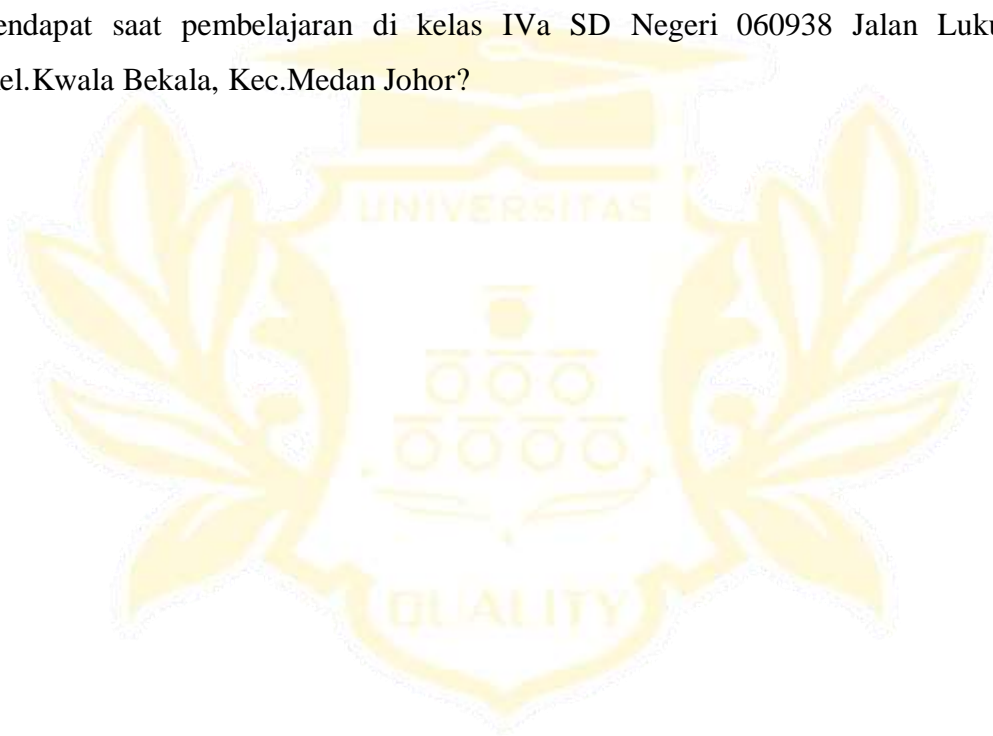 endapat saat pembelajaran di kelas IVa SD Negeri 060938 Jalan Luku
el.Kwala Bekala, Kec.Medan Johor?
UNIVERSITAS
QUALITY